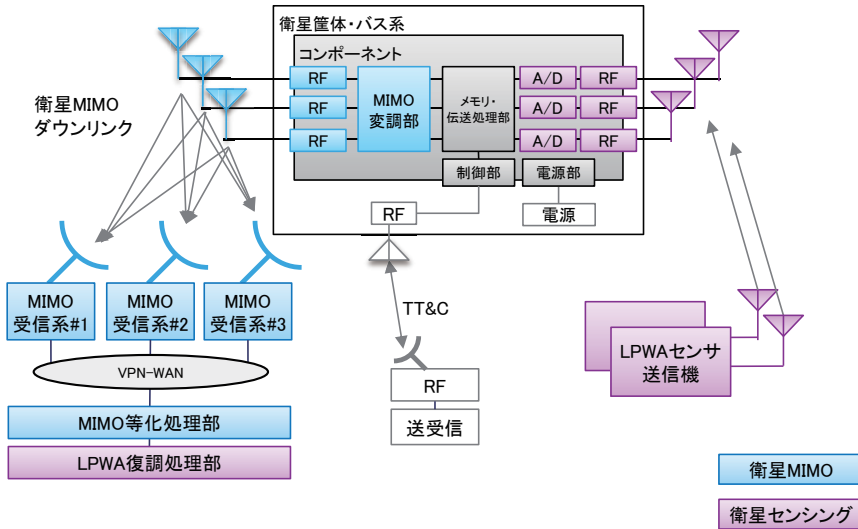 衛星筐体・バス系
コンポーネント
RF
MIMO
変調部
メモリ・
伝送処理部
A/D
RF
RF
A/D
RF
RF
A/D
RF
衛星MIMO
ダウンリンク
制御部
電源部
RF
電源
MIMO
受信系#1
MIMO
受信系#2
MIMO
受信系#3
TT&C
VPN-WAN
RF
送受信
LPWAセンサ
送信機
MIMO等化処理部
LPWA復調処理部
衛星MIMO
衛星センシング